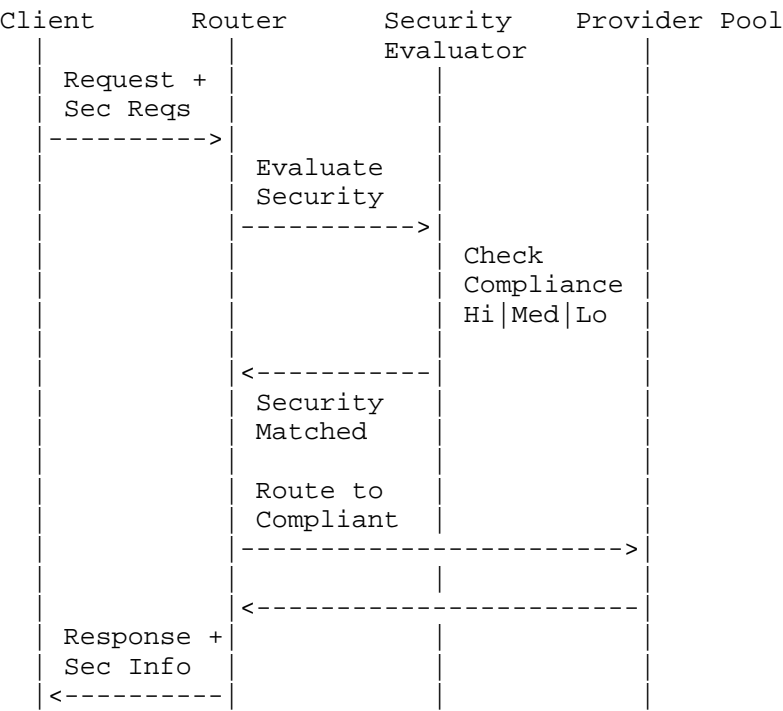 Client Router Security Provider Pool
Evaluator
Request +
Sec Reqs
Evaluate
Security
Check
Compliance
Hi|Med|Lo
Security
Matched
Route to
Compliant
Response +
Sec Info